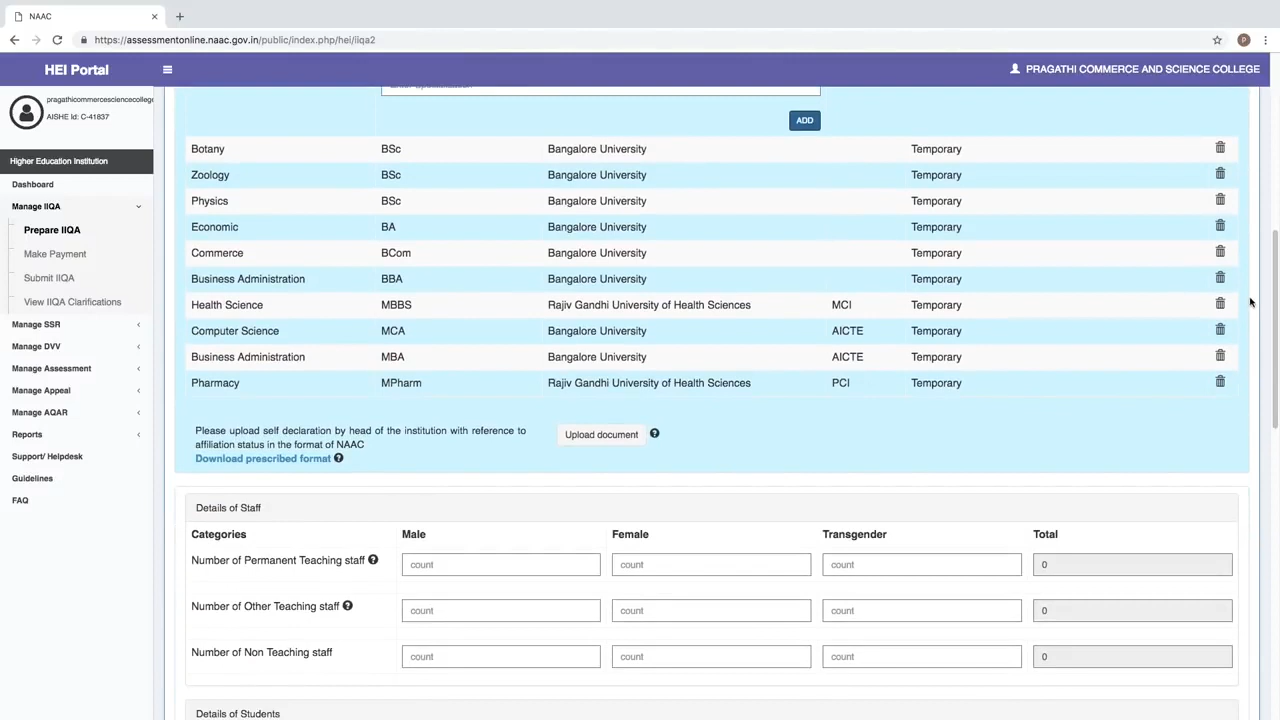 NAAC
https://assessmentonline.naac.gov.in/public/index.php/hei/iiqa2
P
HEI Portal
PRAGATHI COMMERCE AND SCIENCE COLLEGE
pragathicommercesciencecolleg
AISHE Id: C-41837
Higher Education Institution
Dashboard
Manage IIQA
Prepare IIQA
Make Payment
Submit IIQA
View IIQA Clarifications
Manage SSR
Manage DVV
Manage Assessment
Manage Appeal
Manage AQAR
Reports
Support/ Helpdesk
Guidelines
FAQ
ADD
Botany BSc Bangalore University Temporary
Zoology BSc Bangalore University Temporary
Physics BSc Bangalore University Temporary
Economic BA Bangalore University Temporary
Commerce BCom Bangalore University Temporary
Business Administration BBA Bangalore University Temporary
Health Science MBBS Rajiv Gandhi University of Health Sciences MCI Temporary
Computer Science MCA Bangalore University AICTE Temporary
Business Administration MBA Bangalore University AICTE Temporary
Pharmacy MPharm Rajiv Gandhi University of Health Sciences PCI Temporary
Please upload self declaration by head of the institution with reference to
affiliation status in the format of NAAC
Download prescribed format ?
Upload document ?
Details of Staff
Categories Male Female Transgender Total
Number of Permanent Teaching staff ? count count count 0
Number of Other Teaching staff ? count count count 0
Number of Non Teaching staff count count count 0
Details of Students